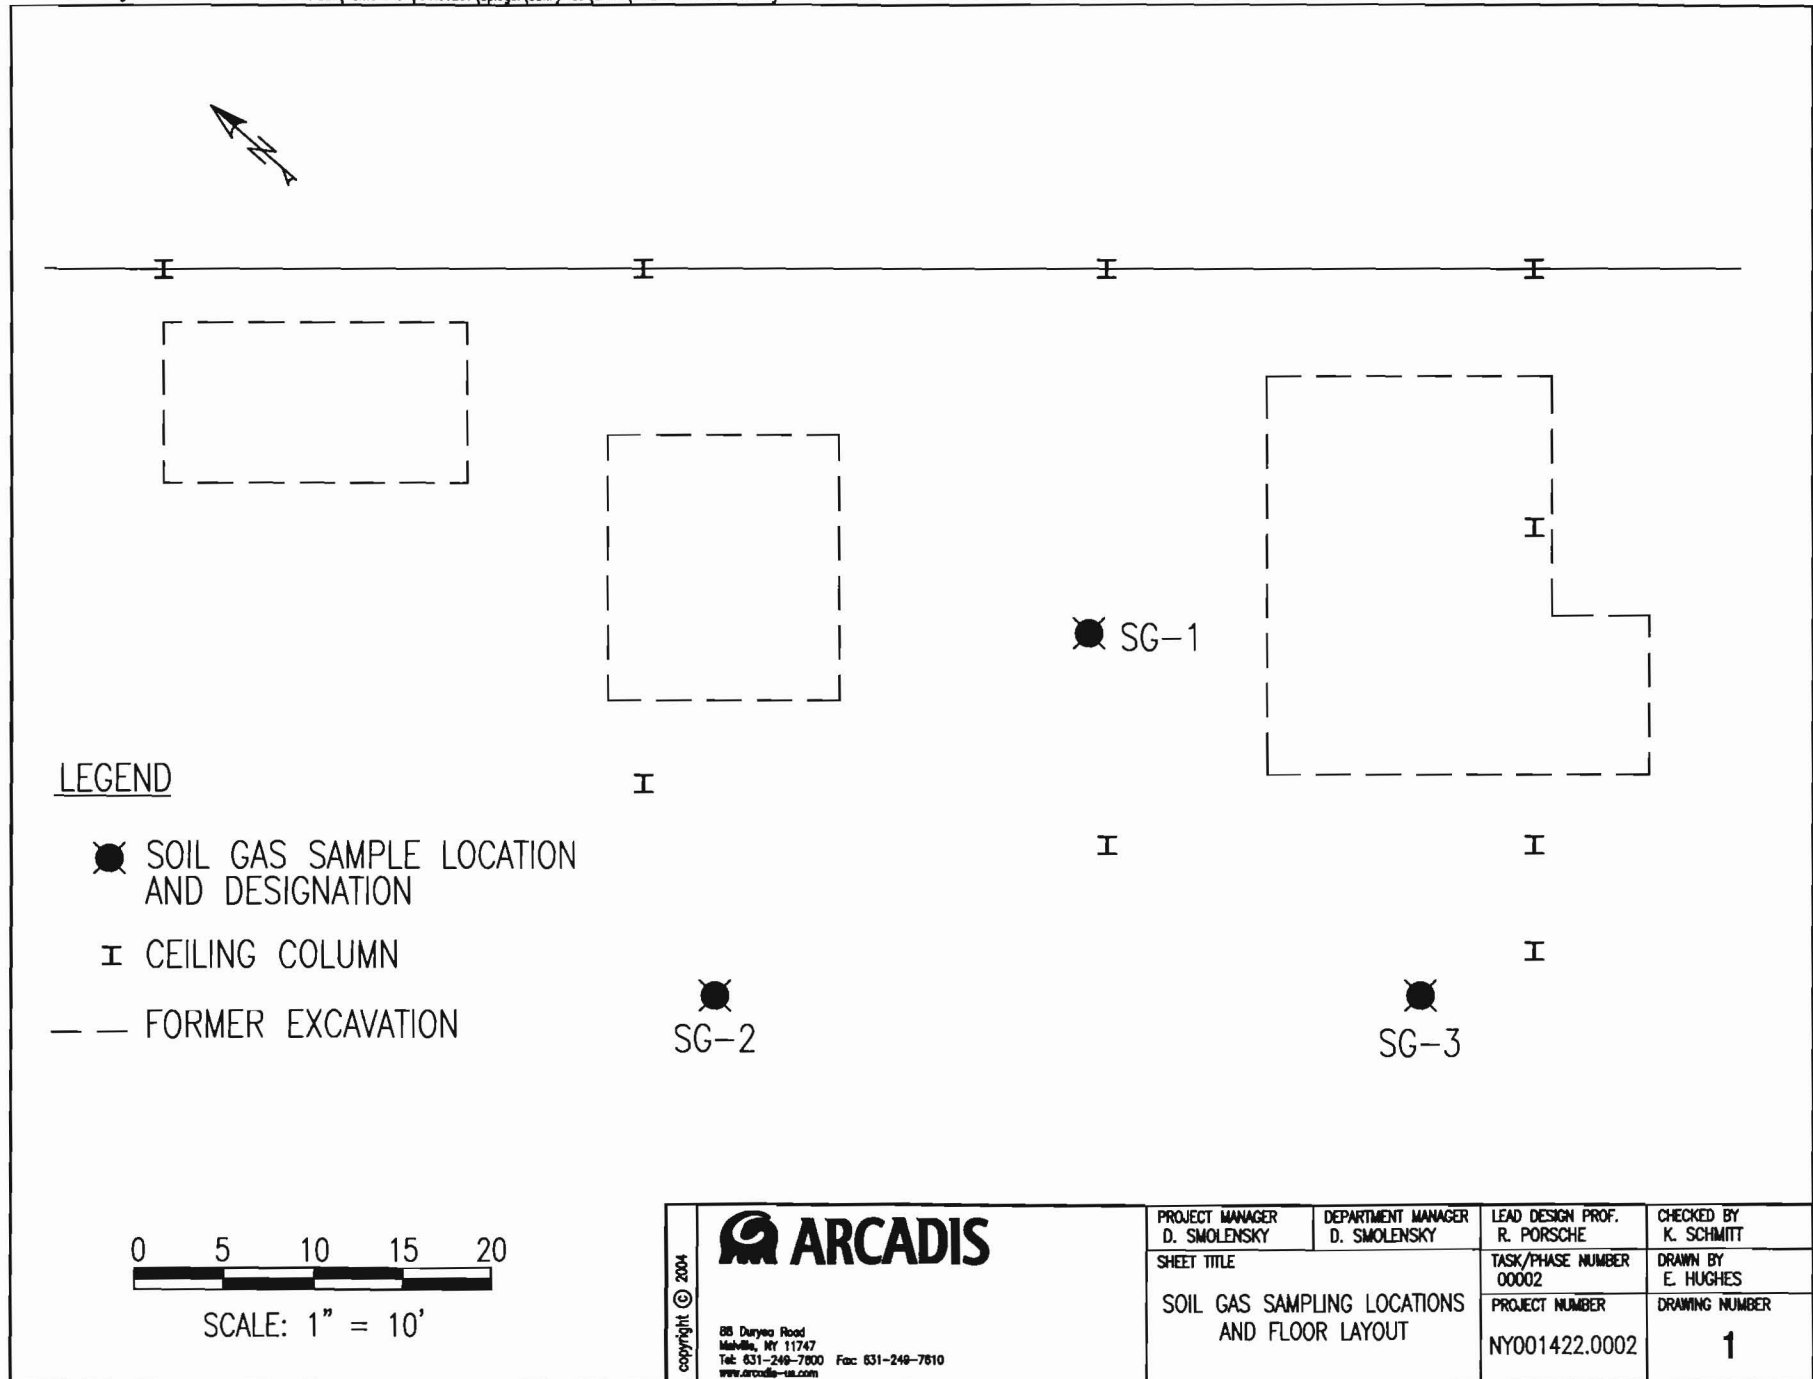 N
SG-1
LEGEND
SOIL GAS SAMPLE LOCATION
AND DESIGNATION
I CEILING COLUMN
FORMER EXCAVATION
SG-2
SG-3
0 5 10 15 20
SCALE: 1" = 10'
copyright © 2004
ARCADIS
88 Duryea Road
Melville, NY 11747
Tel: 631-249-7600 Fax: 631-249-7610
www.arcadis-us.com
PROJECT MANAGER
D. SMOLENSKY
DEPARTMENT MANAGER
D. SMOLENSKY
LEAD DESIGN PROF.
R. PORSCHE
CHECKED BY
K. SCHMITT
SHEET TITLE
SOIL GAS SAMPLING LOCATIONS
AND FLOOR LAYOUT
TASK/PHASE NUMBER
00002
DRAWN BY
E. HUGHES
PROJECT NUMBER
NY001422.0002
DRAWING NUMBER
1